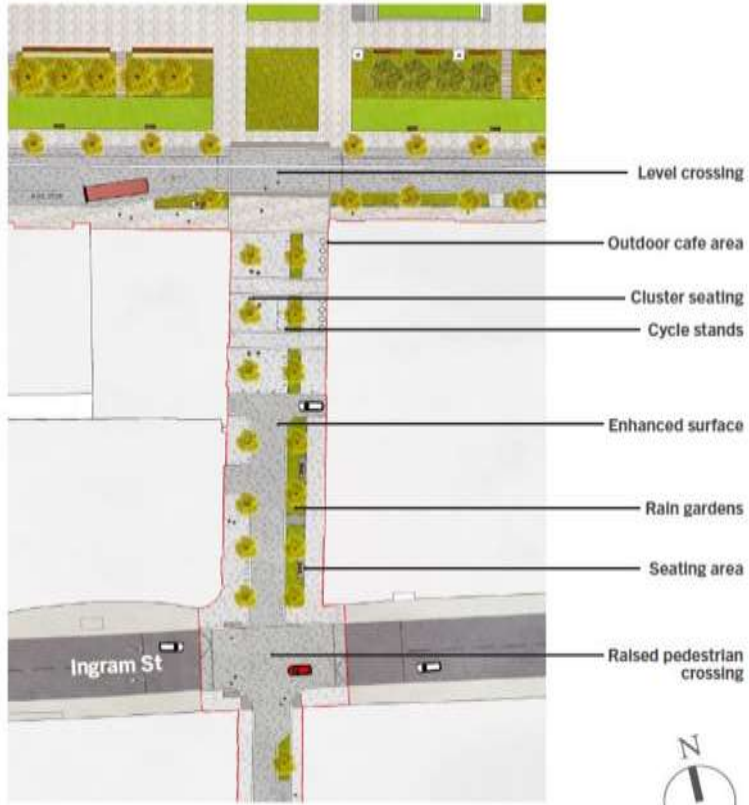 Level crossing
Outdoor cafe area
Cluster seating
Cycle stands
Enhanced surface
Rain gardens
Seating area
Ingram St
Raised pedestrian
crossing
N